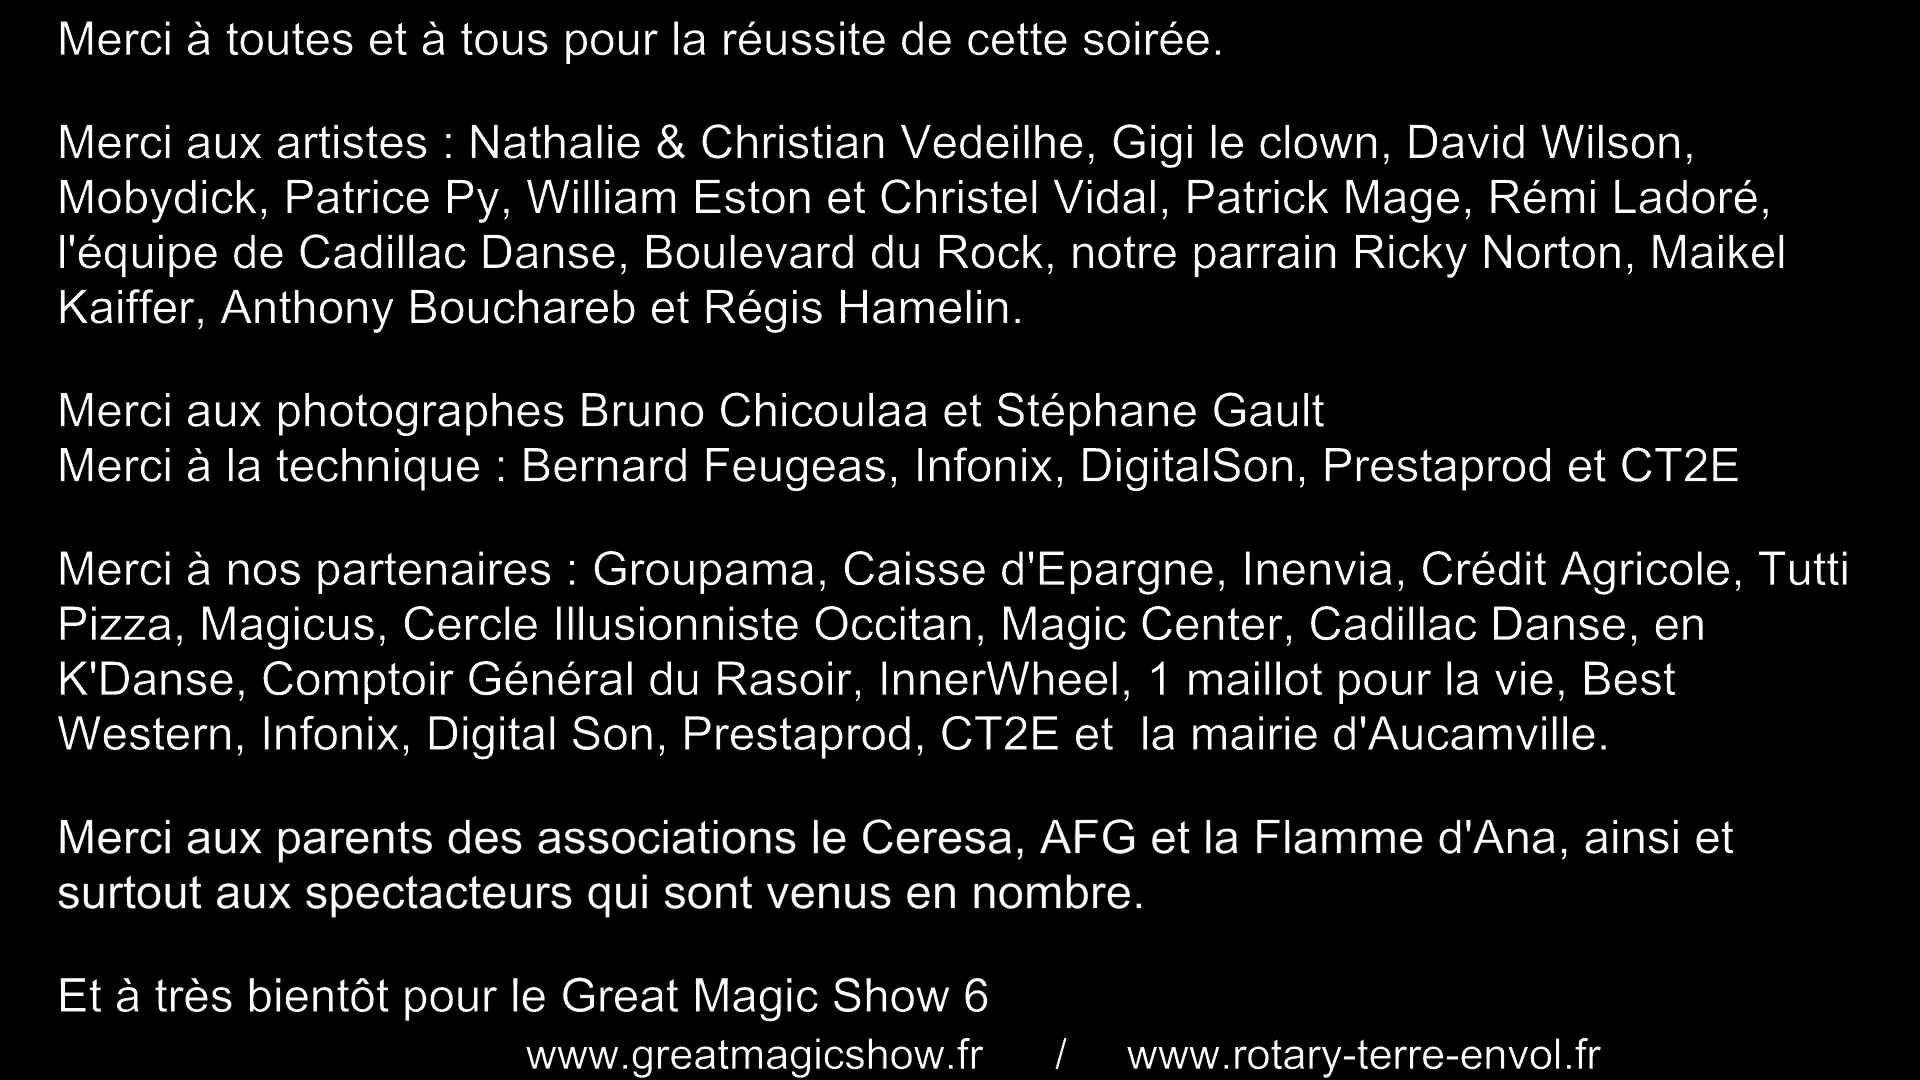 Merci à toutes et à tous pour la réussite de cette soirée.
Merci aux artistes : Nathalie & Christian Vedeilhe, Gigi le clown, David Wilson,
Mobydick, Patrice Py, William Eston et Christel Vidal, Patrick Mage, Rémi Ladoré,
l'équipe de Cadillac Danse, Boulevard du Rock, notre parrain Ricky Norton, Maikel
Kaiffer, Anthony Bouchareb et Régis Hamelin.
Merci aux photographes Bruno Chicoulaa et Stéphane Gault
Merci à la technique : Bernard Feugeas, Infonix, DigitalSon, Prestaprod et CT2E
Merci à nos partenaires : Groupama, Caisse d'Epargne, Inenvia, Crédit Agricole, Tutti
Pizza, Magicus, Cercle Illusionniste Occitan, Magic Center, Cadillac Danse, en
K'Danse, Comptoir Général du Rasoir, InnerWheel, 1 maillot pour la vie, Best
Western, Infonix, Digital Son, Prestaprod, CT2E et  la mairie d'Aucamville.
Merci aux parents des associations le Ceresa, AFG et la Flamme d'Ana, ainsi et
surtout aux spectacteurs qui sont venus en nombre.
Et à très bientôt pour le Great Magic Show 6
www.greatmagicshow.fr / www.rotary-terre-envol.fr